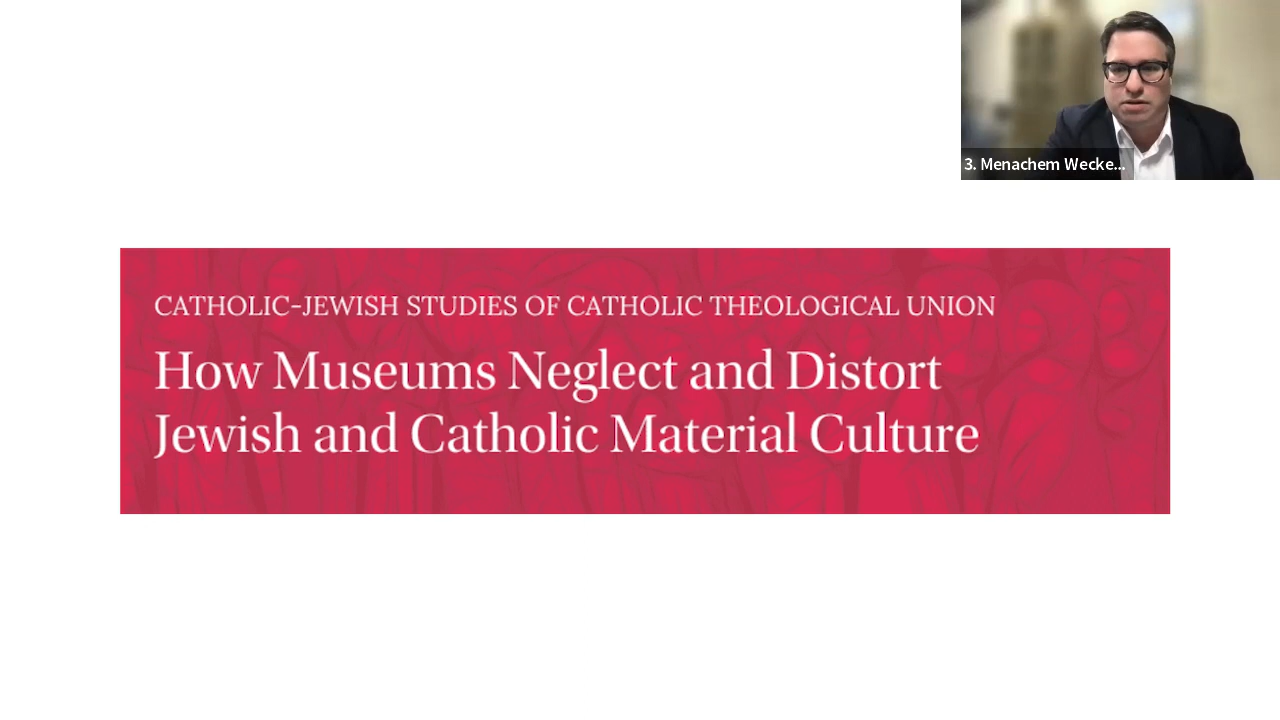 3. Menachem Wecke...
CATHOLIC-JEWISH STUDIES OF CATHOLIC THEOLOGICAL UNION
How Museums Neglect and Distort
Jewish and Catholic Material Culture